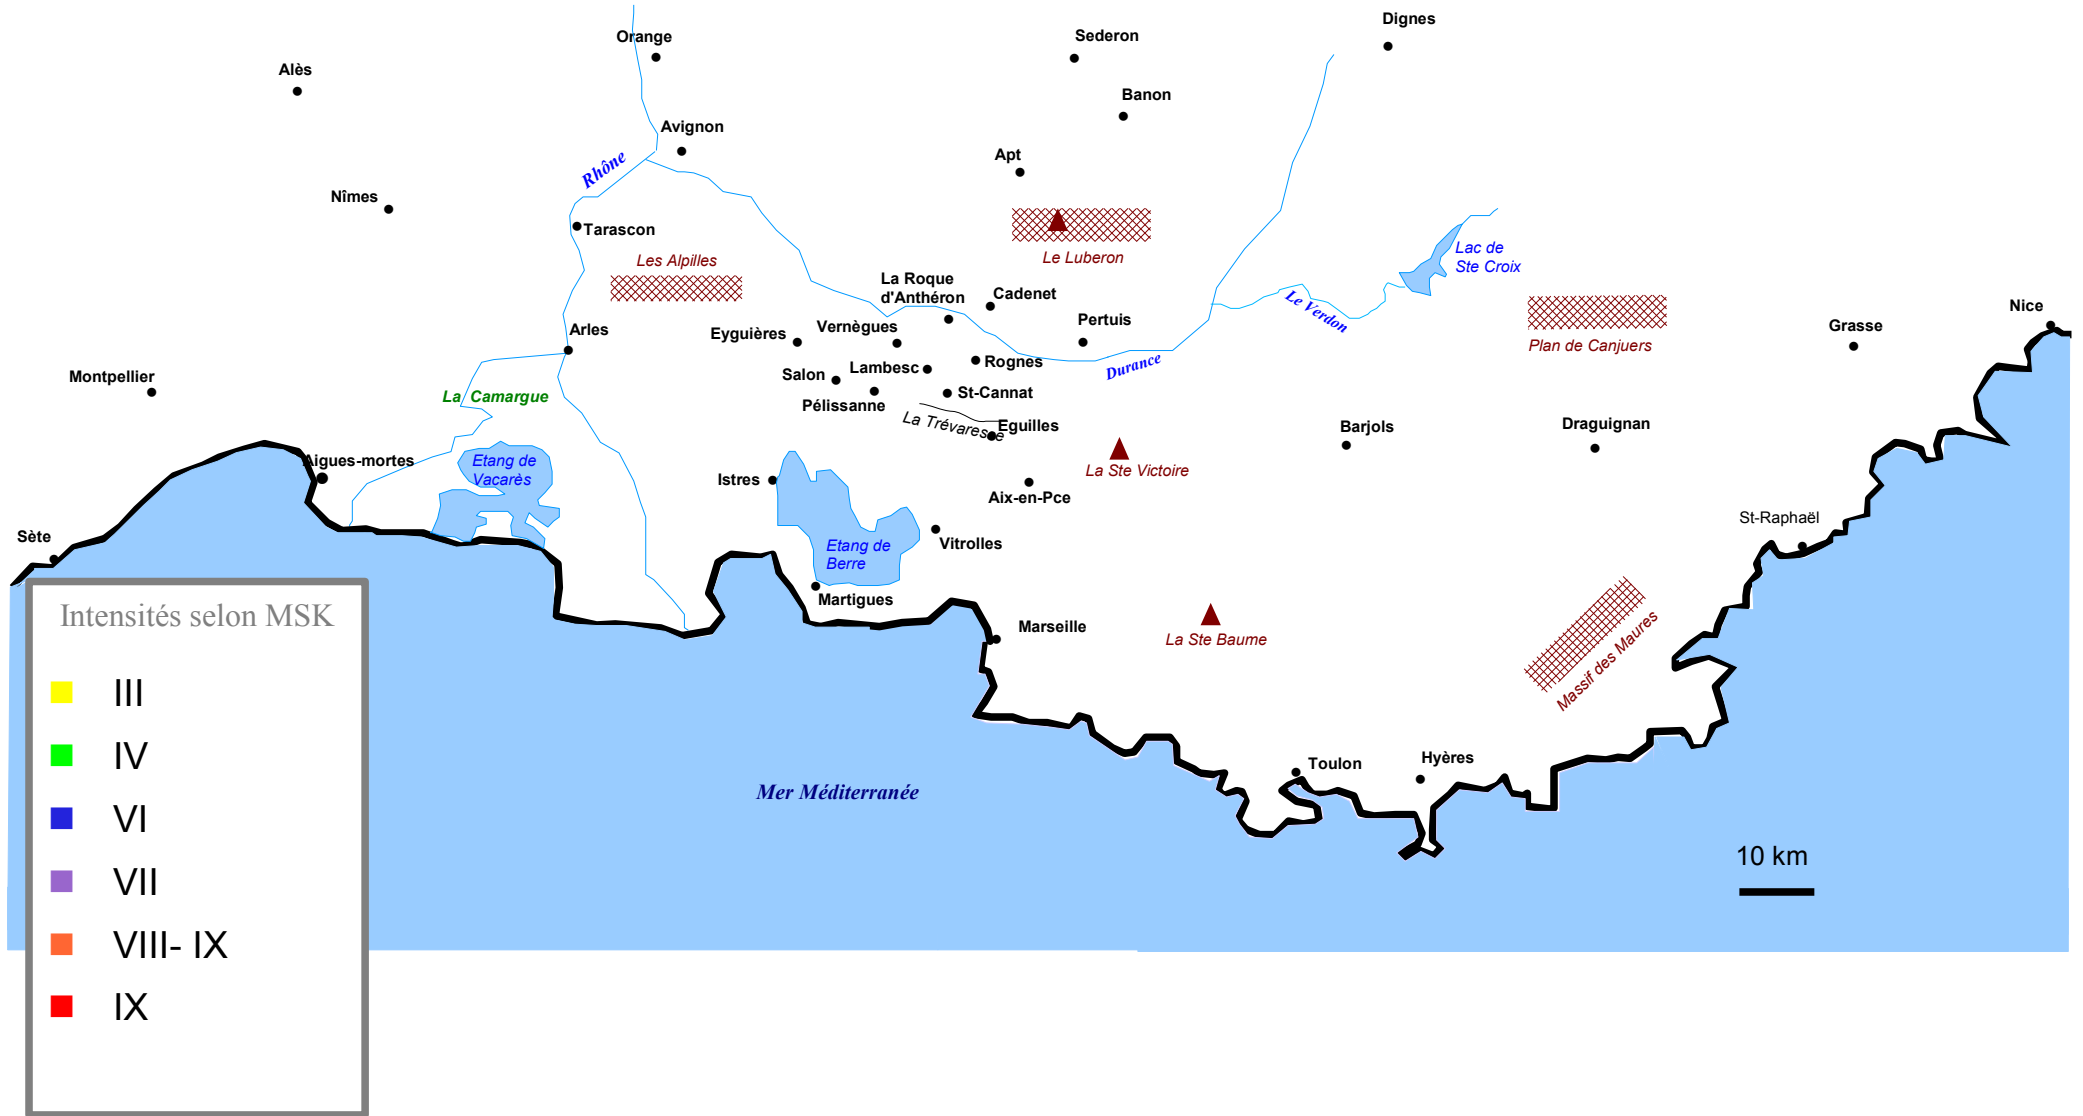 Dignes
Orange
Sederon
Alès
Banon
Avignon
Apt
Rhône
Nîmes
Tarascon
Lac de
Ste Croix
Les Alpilles
Le Luberon
La Roque
d'Anthéron
Cadenet
Le Verdon
Nice
Arles
Eyguières
Vernègues
Pertuis
Grasse
Plan de Canjuers
Rognes
Durance
Montpellier
Salon
Lambesc
La Camargue
Pélissanne
St-Cannat
La Trévaresse
Eguilles
Barjols
Draguignan
Aigues-mortes
Etang de
Vacarès
La Ste Victoire
Istres
Aix-en-Pce
St-Raphaël
Sète
Vitrolles
Etang de
Berre
Martigues
Marseille
La Ste Baume
Massif des Maures
Intensités selon MSK
III
IV
VI
VII
VIII- IX
IX
Toulon
Hyères
Mer Méditerranée
10 km